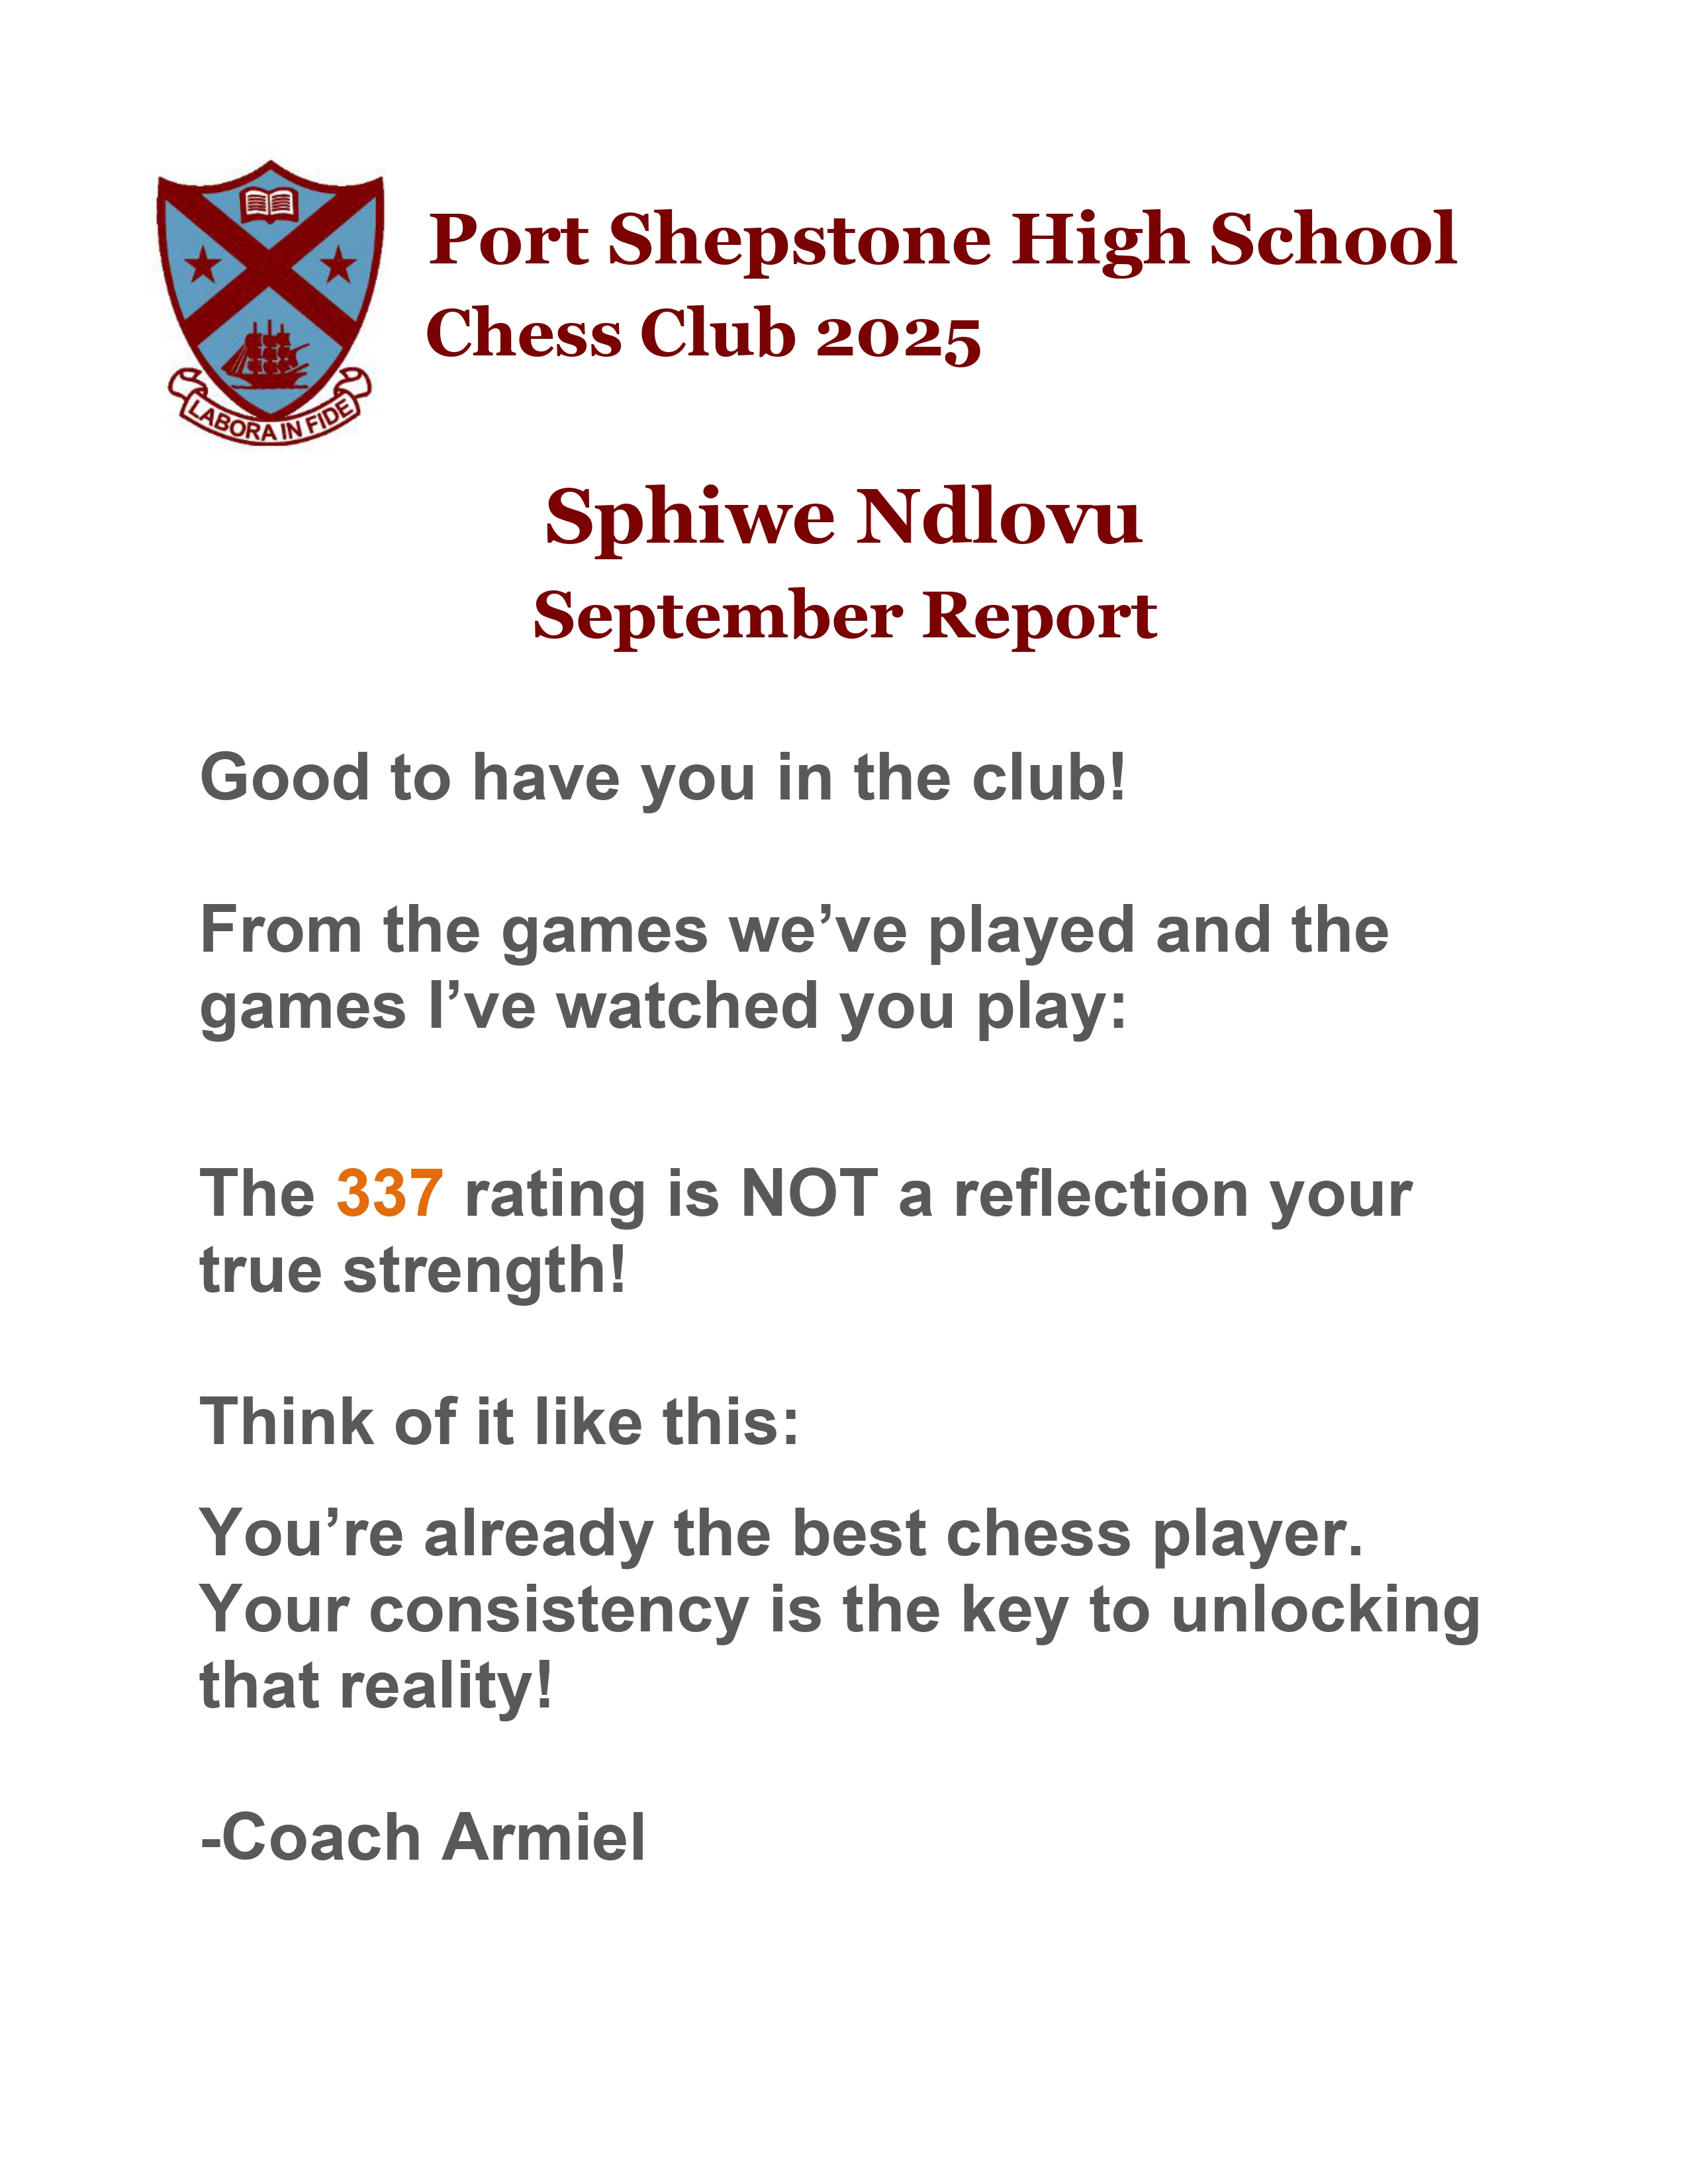 LABORA IN FIDE
Port Shepstone High School
Chess Club 2025
Sphiwe Ndlovu
September Report
Good to have you in the club!
From the games we’ve played and the
games I’ve watched you play:
The 337 rating is NOT a reflection your
true strength!
Think of it like this:
You’re already the best chess player.
Your consistency is the key to unlocking
that reality!
-Coach Armiel